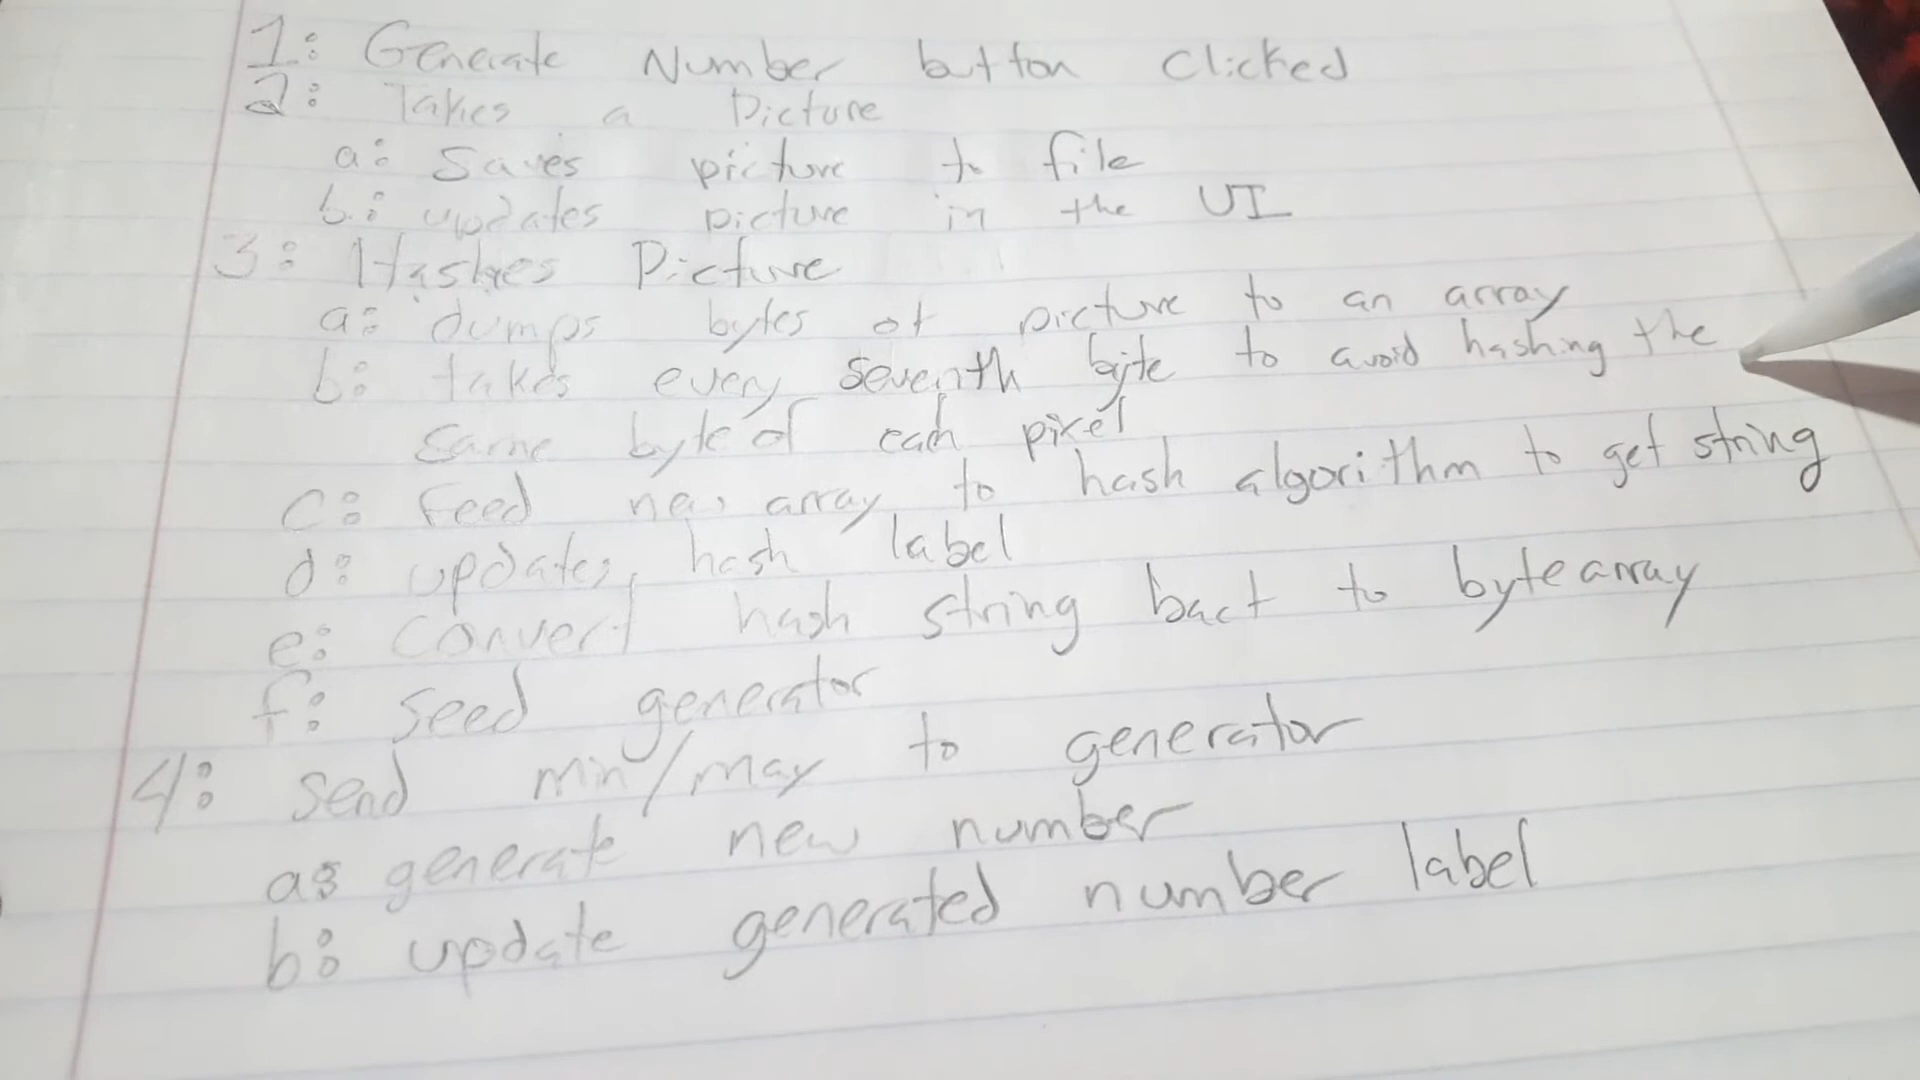 1: Generate Number button Clicked
2: Takes a Picture
a: Saves picture to file
b: updates picture in the UI
3: Hashes Picture
a: dumps bytes of picture to an array
b: takes every seventh byte to avoid hashing the
same byte of each pixel
c: Feed new array to hash algorithm to get string
d: updates hash label
e: Convert hash string bact to bytearray
f: Seed generator
4: Send min/max to generator
a: generate new number
b: update generated number label